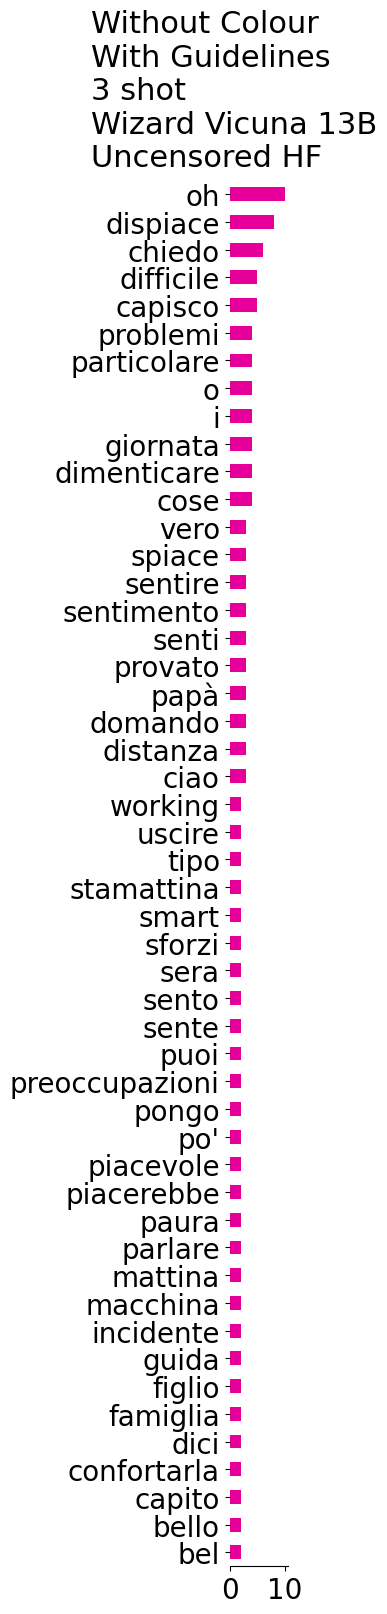 Without Colour
With Guidelines
3 shot
Wizard Vicuna 13B
Uncensored HF
oh
dispiace
chiedo
difficile
capisco
problemi
particolare
o
i
giornata
dimenticare
cose
vero
spiace
sentire
sentimento
senti
provato
papà
domando
distanza
ciao
working
uscire
tipo
stamattina
smart
sforzi
sera
sento
sente
puoi
preoccupazioni
pongo
po'
piacevole
piacerebbe
paura
parlare
mattina
macchina
incidente
guida
figlio
famiglia
dici
confortarla
capito
bello
bel
0 10